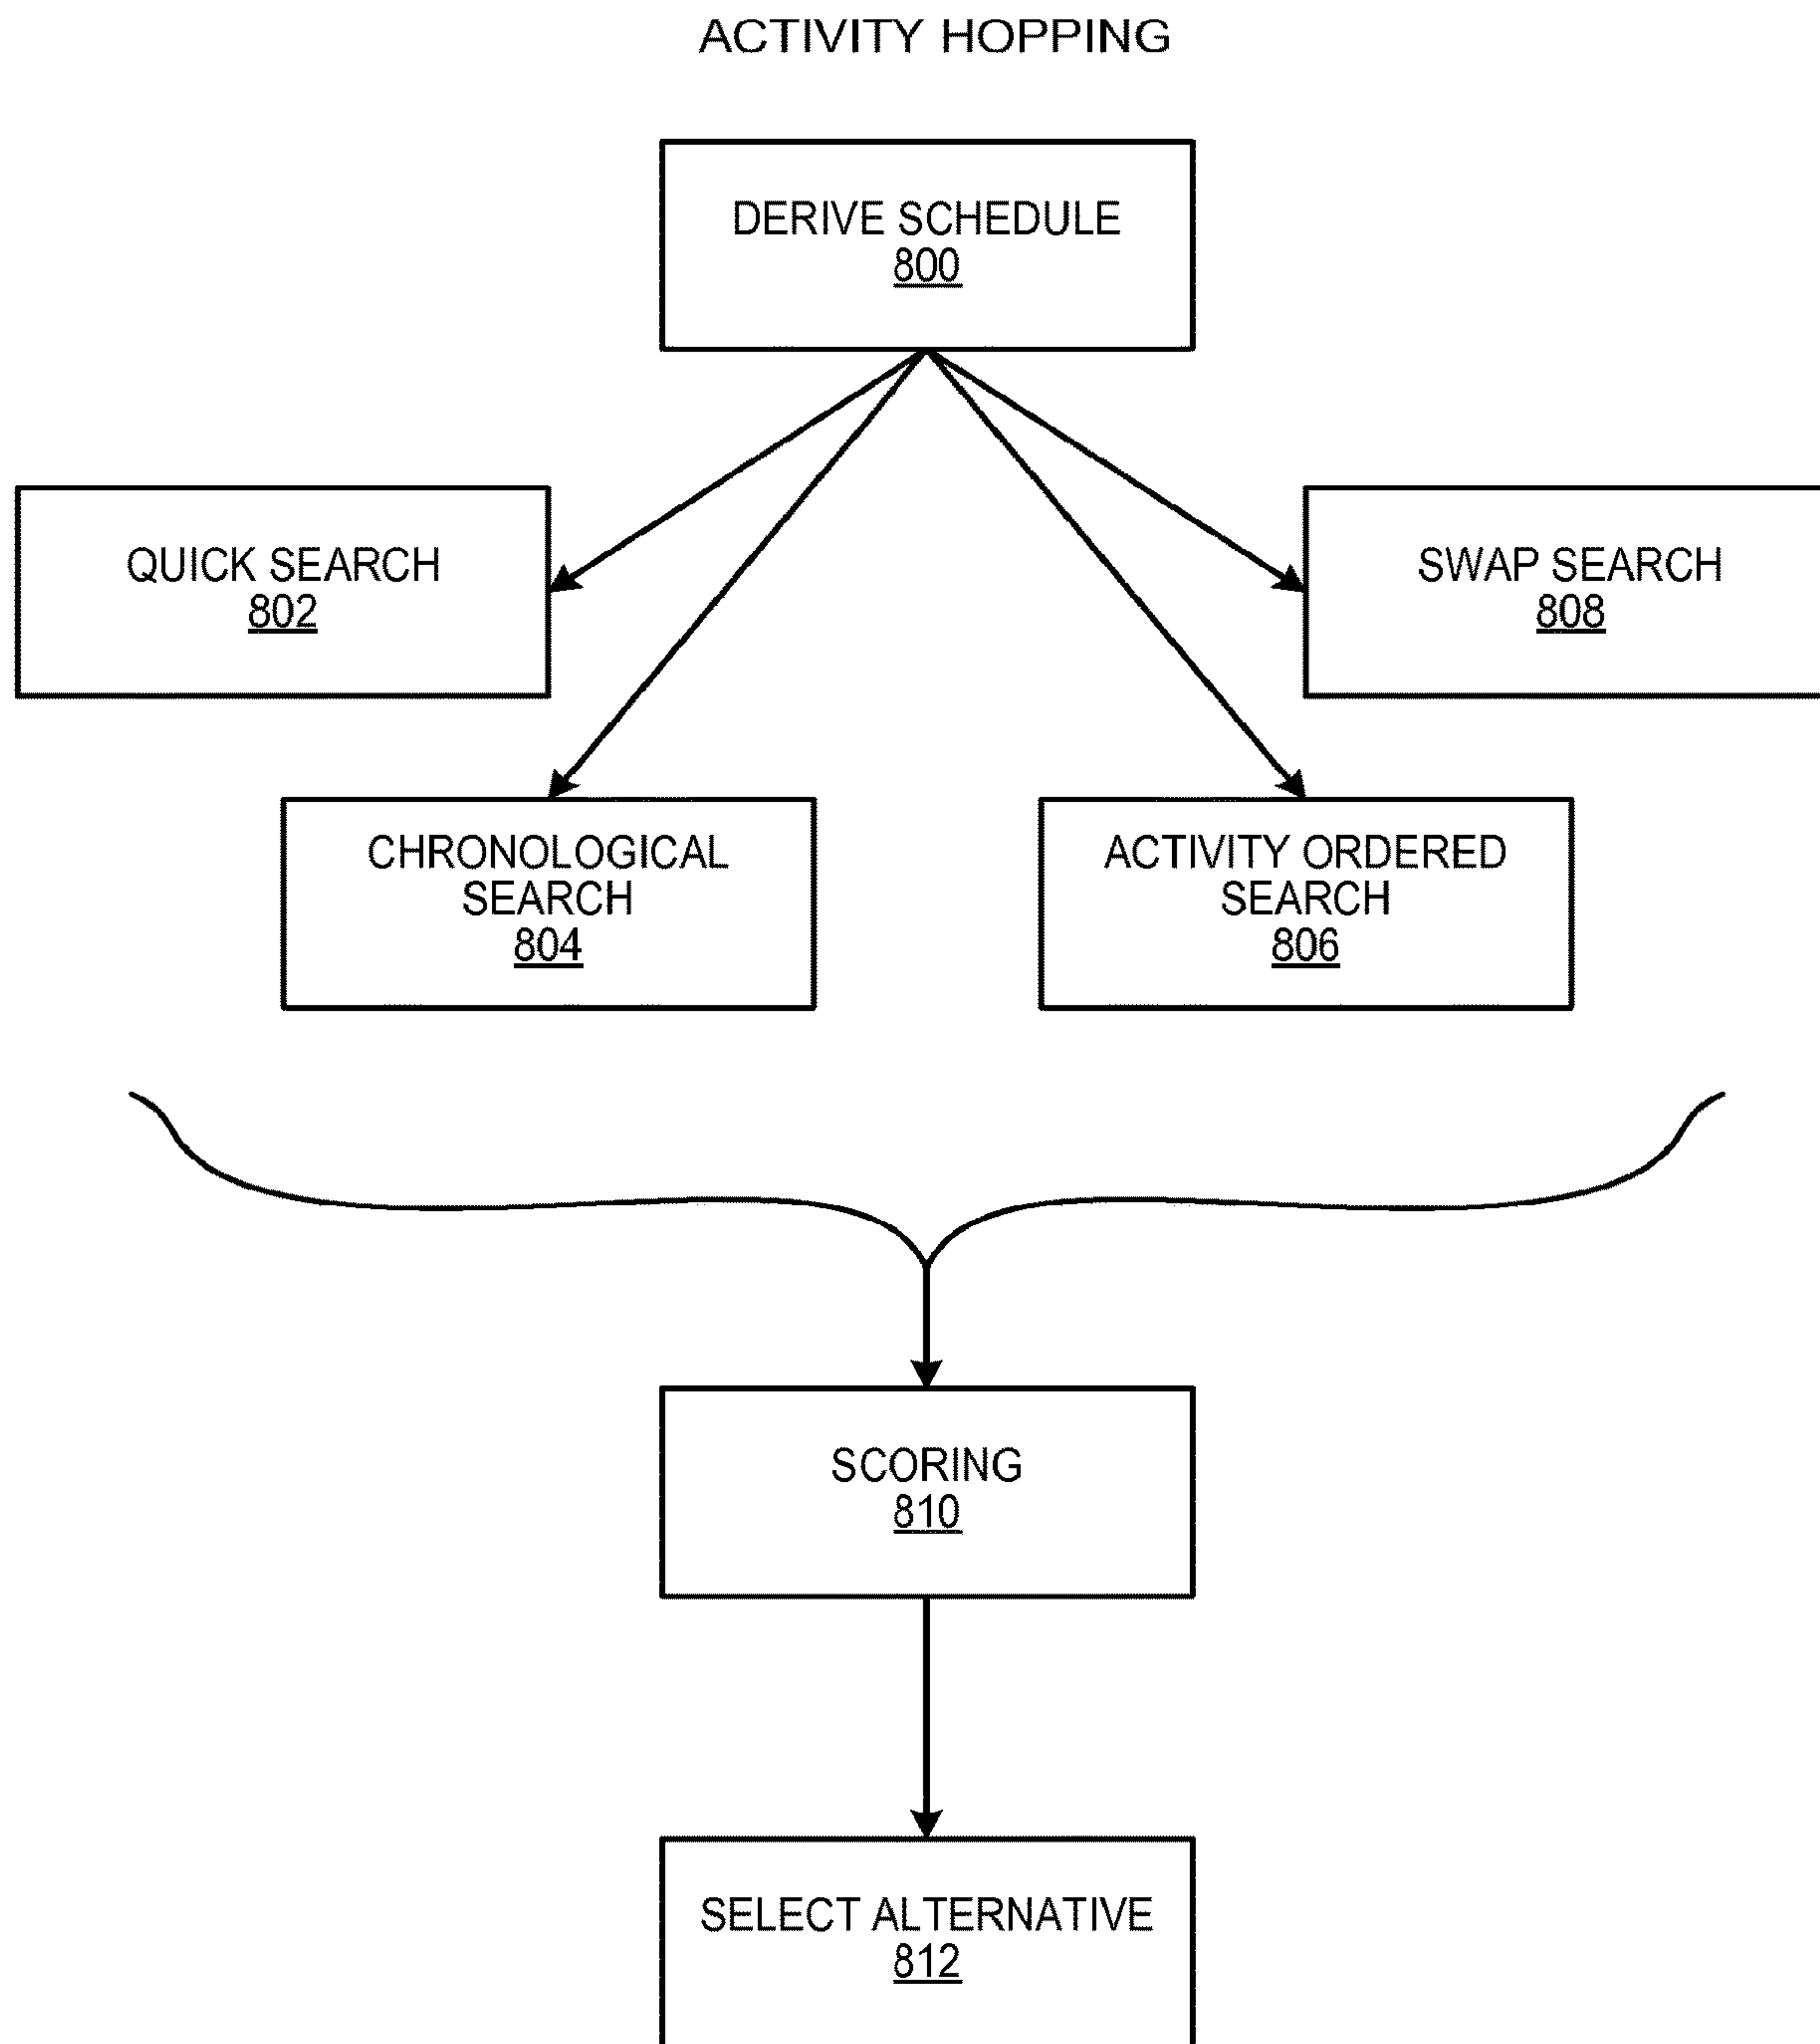 ACTIVITY HOPPING
DERIVE SCHEDULE
800
QUICK SEARCH
802
SWAP SEARCH
808
CHRONOLOGICAL
SEARCH
804
ACTIVITY ORDERED
SEARCH
806
SCORING
810
SELECT ALTERNATIVE
812